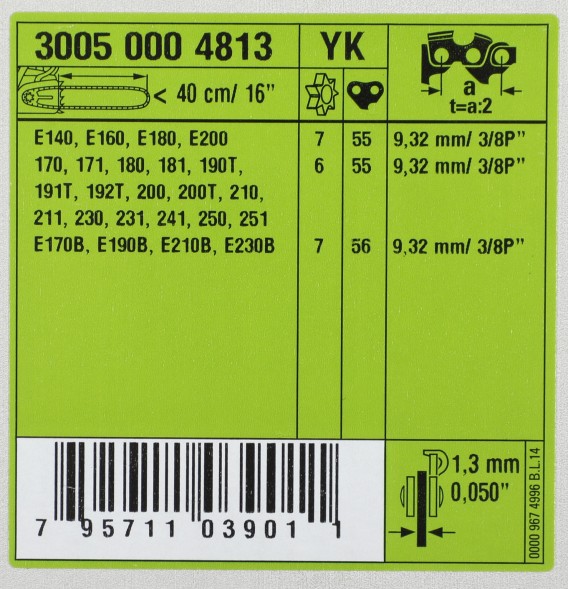 3005 000 4813 YK
< 40 cm/ 16” a
t=a:2
E140, E160, E180, E200 7 55 9,32 mm/ 3/8P”
170, 171, 180, 181, 190T, 6 55 9,32 mm/ 3/8P”
191T, 192T, 200, 200T, 210,
211, 230, 231, 241, 250, 251
E170B, E190B, E210B, E230B 7 56 9,32 mm/ 3/8P”
1,3 mm
0,050”
7 95711 03901 1
0000 967 4996 B.L.14